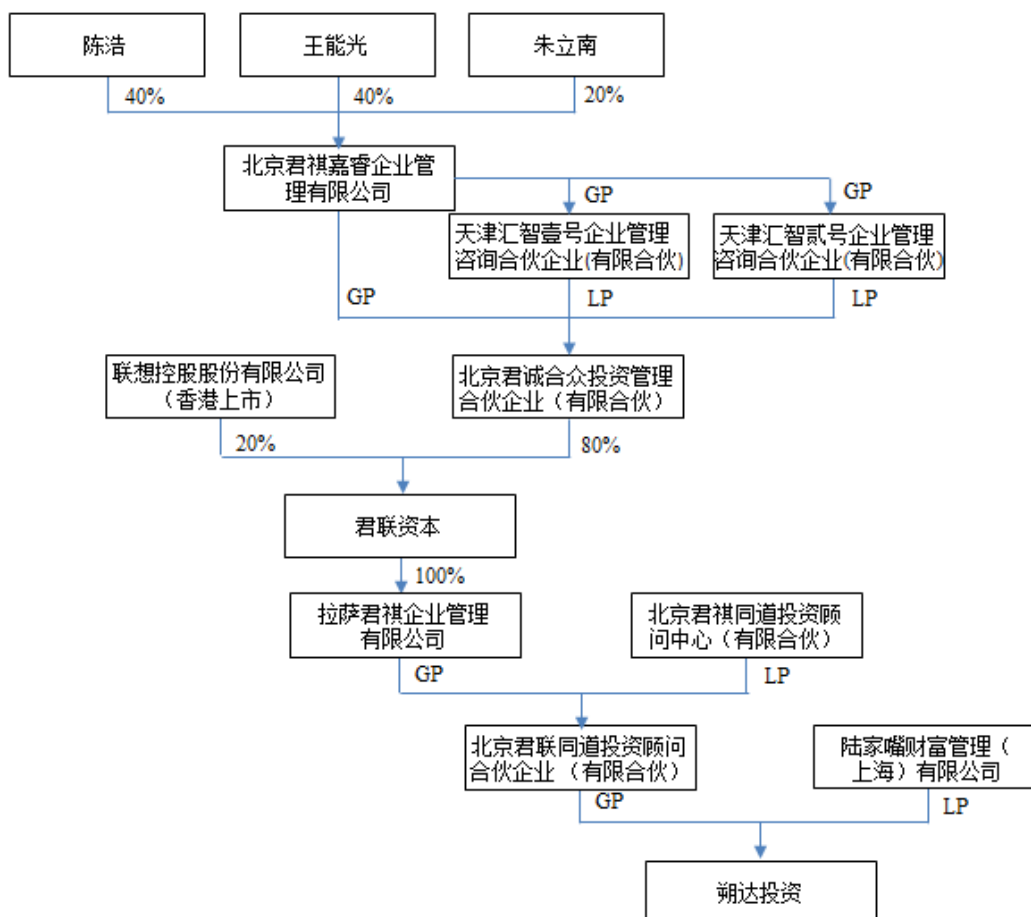 陈浩
王能光
朱立南
40%
40%
20%
北京君祺嘉睿企业管
理有限公司
GP
GP
天津汇智壹号企业管理
咨询合伙企业(有限合伙)
天津汇智贰号企业管理
咨询合伙企业(有限合伙)
GP
LP
LP
联想控股股份有限公司
（香港上市）
北京君诚合众投资管理
合伙企业（有限合伙）
20%
80%
君联资本
100%
拉萨君祺企业管理
有限公司
北京君祺同道投资顾
问中心（有限合伙）
GP
LP
北京君联同道投资顾问
合伙企业 （有限合伙）
陆家嘴财富管理（
上海）有限公司
GP
LP
朔达投资